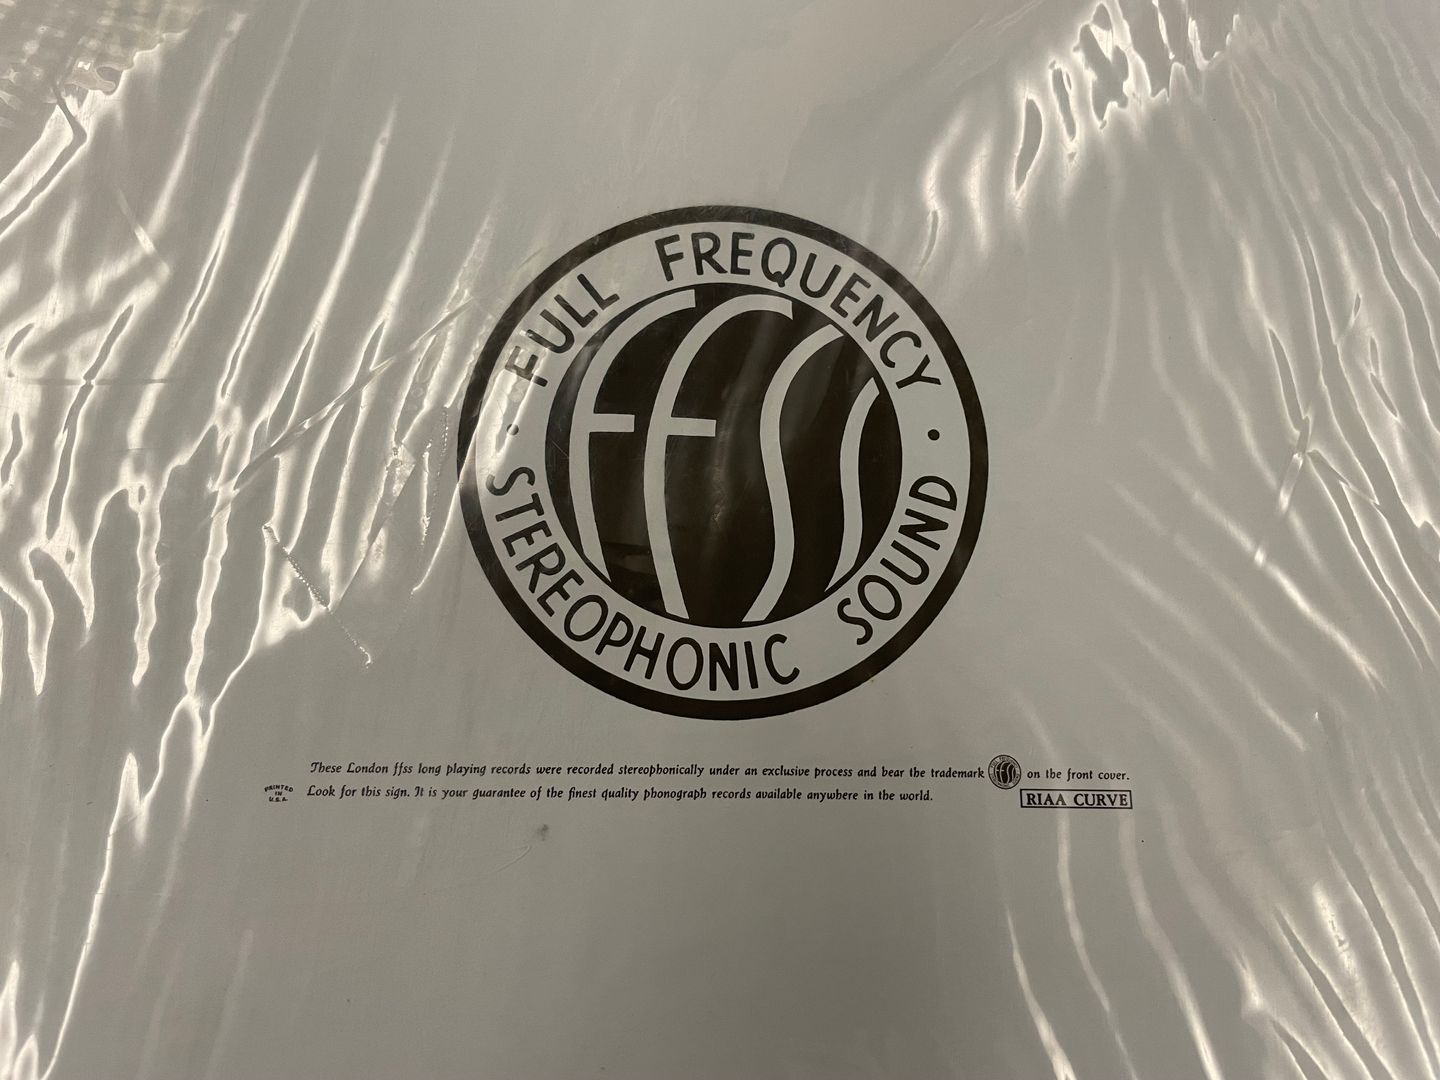 FULL FREQUENCY
FFSS
STEREOPHONIC SOUND
These London ffss long playing records were recorded stereophonically under an exclusive process and bear the trademark FFSS on the front cover.
PRINTED
IN
U.S.A.
Look for this sign. It is your guarantee of the finest quality phonograph records available anywhere in the world.
RIAA CURVE